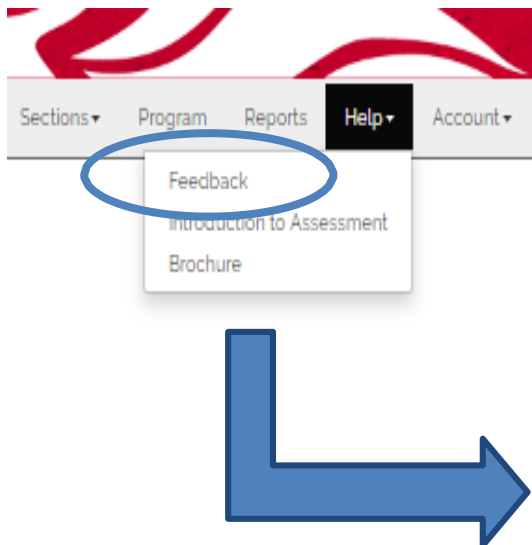 Sections▾ Program Reports Help▾ Account▾
Feedback
Introduction to Assessment
Brochure